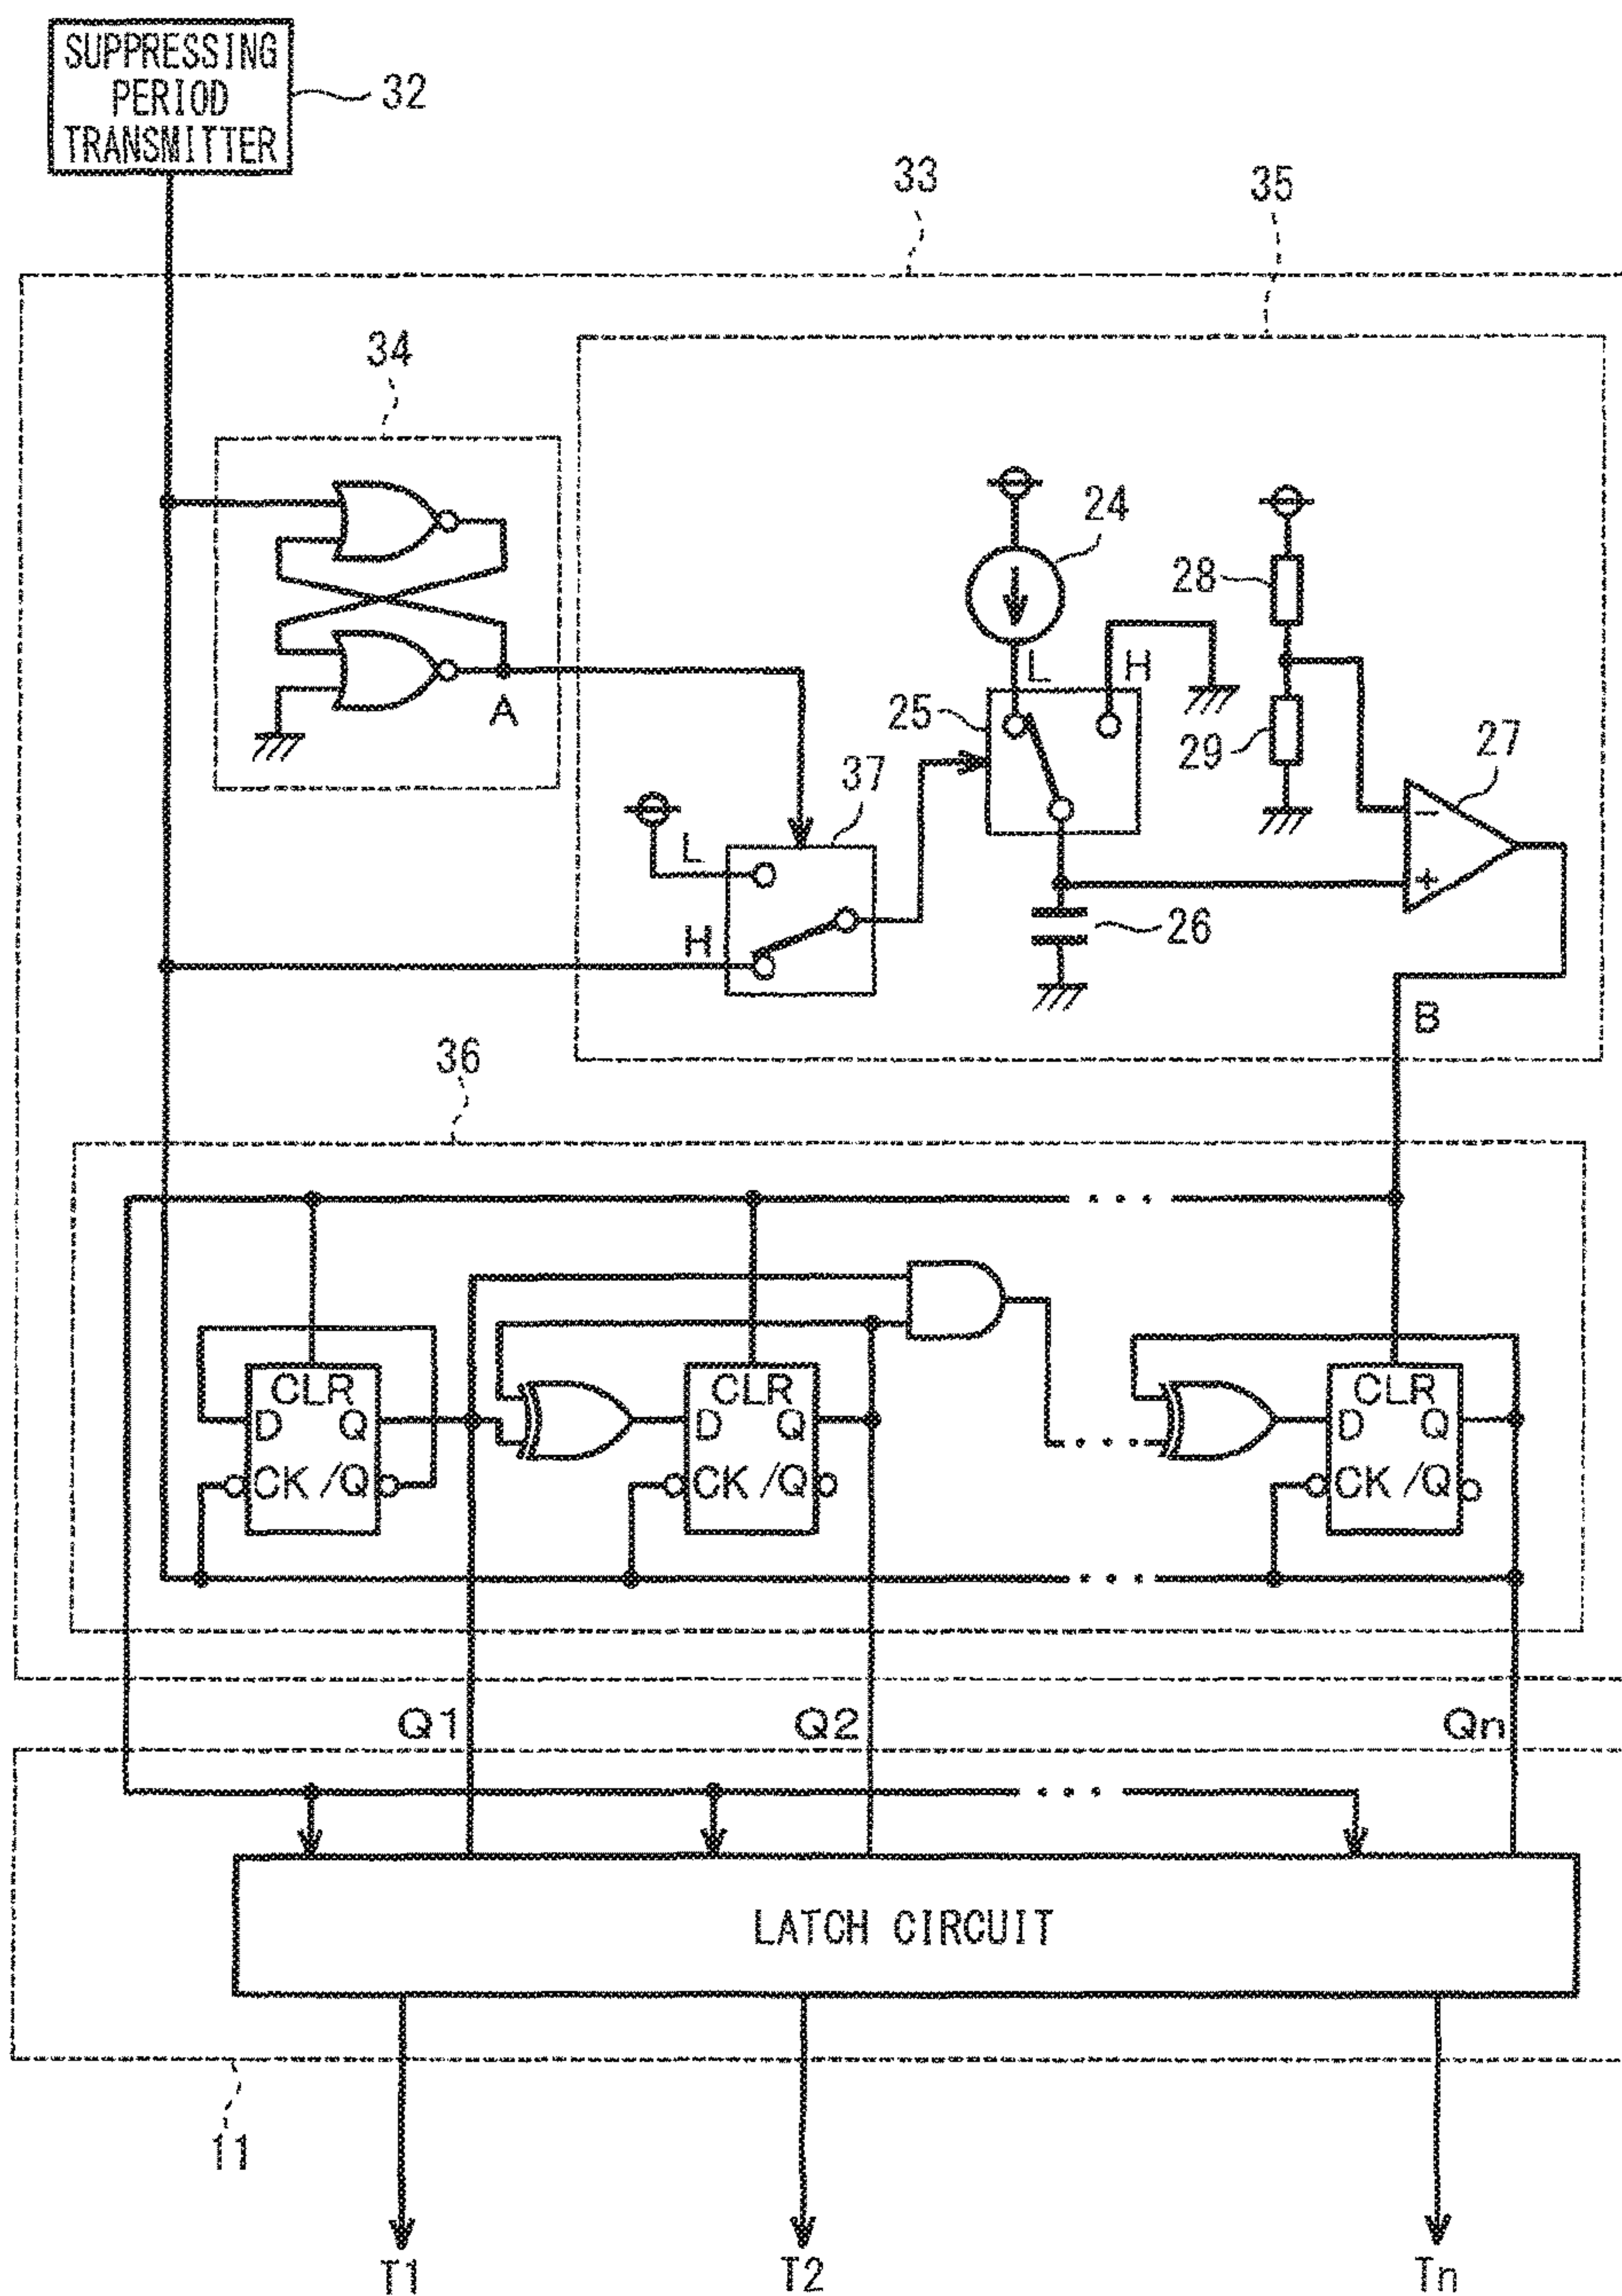 SUPPRESSING
PERIOD
TRANSMITTER
32
33
35
34
24
28
L
H
A
25
29
27
37
L
−
+
H
26
B
36
CLR
D Q
CK /Q
CLR
D Q
CK /Q
CLR
D Q
CK /Q
Q1
Q2
Qn
LATCH CIRCUIT
11
T1
T2
Tn